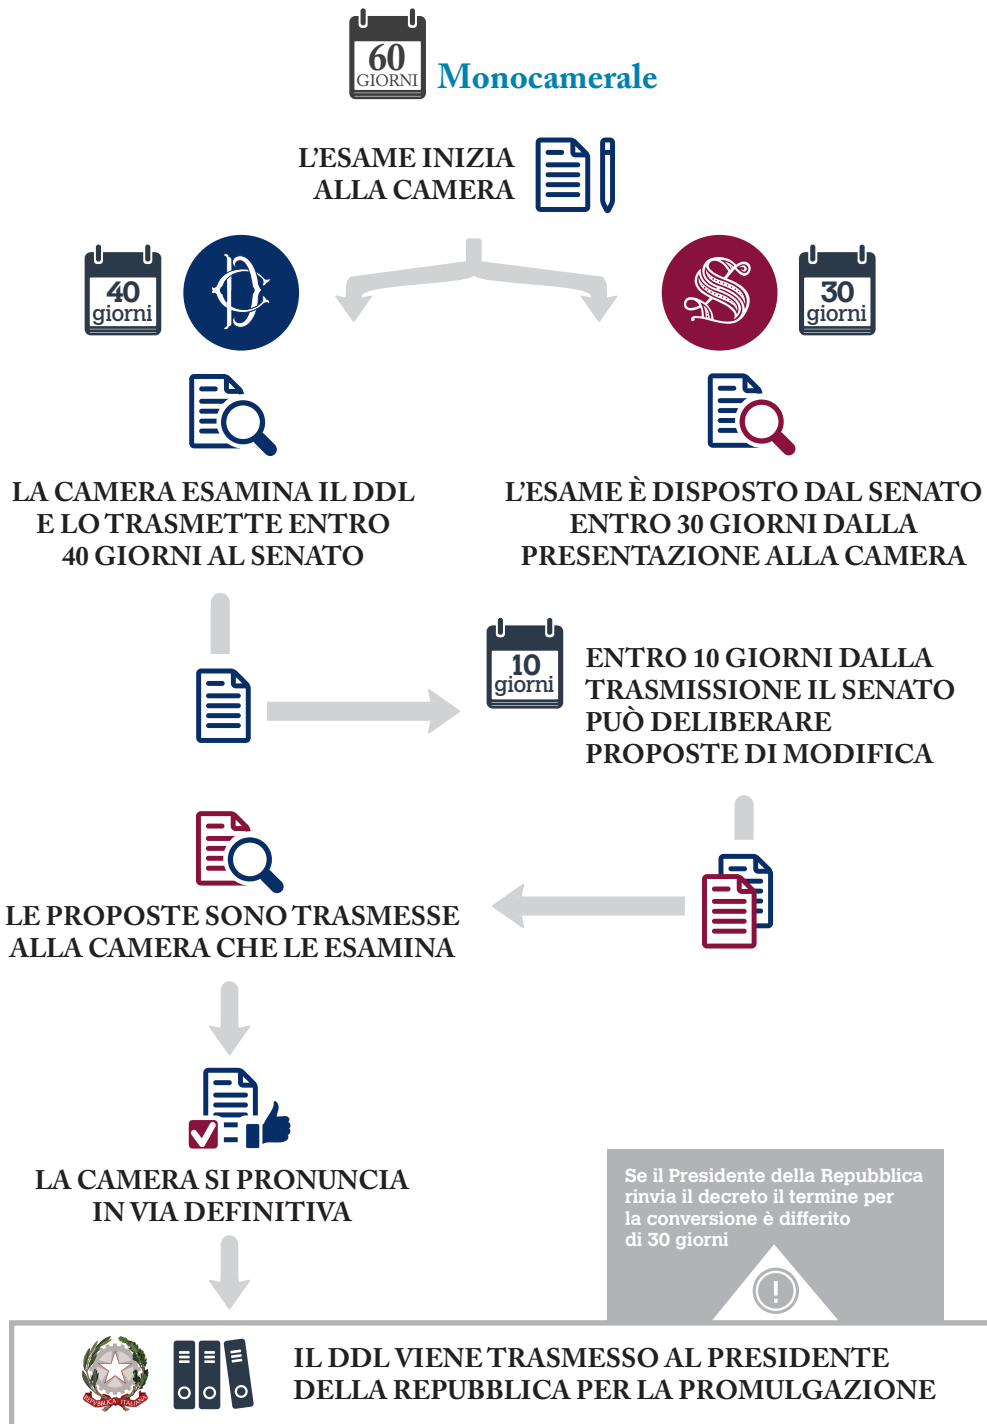 60
GIORNI
Monocamerale
L'ESAME INIZIA
ALLA CAMERA
40
giorni
30
giorni
LA CAMERA ESAMINA IL DDL
E LO TRASMETTE ENTRO
40 GIORNI AL SENATO
L'ESAME È DISPOSTO DAL SENATO
ENTRO 30 GIORNI DALLA
PRESENTAZIONE ALLA CAMERA
10
giorni
ENTRO 10 GIORNI DALLA
TRASMISSIONE IL SENATO
PUÒ DELIBERARE
PROPOSTE DI MODIFICA
LE PROPOSTE SONO TRASMESSE
ALLA CAMERA CHE LE ESAMINA
LA CAMERA SI PRONUNCIA
IN VIA DEFINITIVA
Se il Presidente della Repubblica
rinvia il decreto il termine per
la conversione è differito
di 30 giorni
!
REPVBBLICA ITALIANA
IL DDL VIENE TRASMESSO AL PRESIDENTE
DELLA REPUBBLICA PER LA PROMULGAZIONE